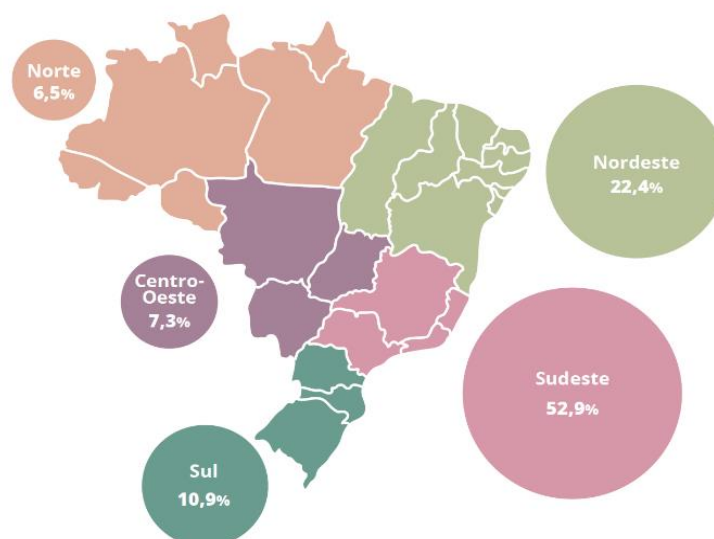 Norte
6,5%
Nordeste
22,4%
Centro-
Oeste
7,3%
Sudeste
52,9%
Sul
10,9%